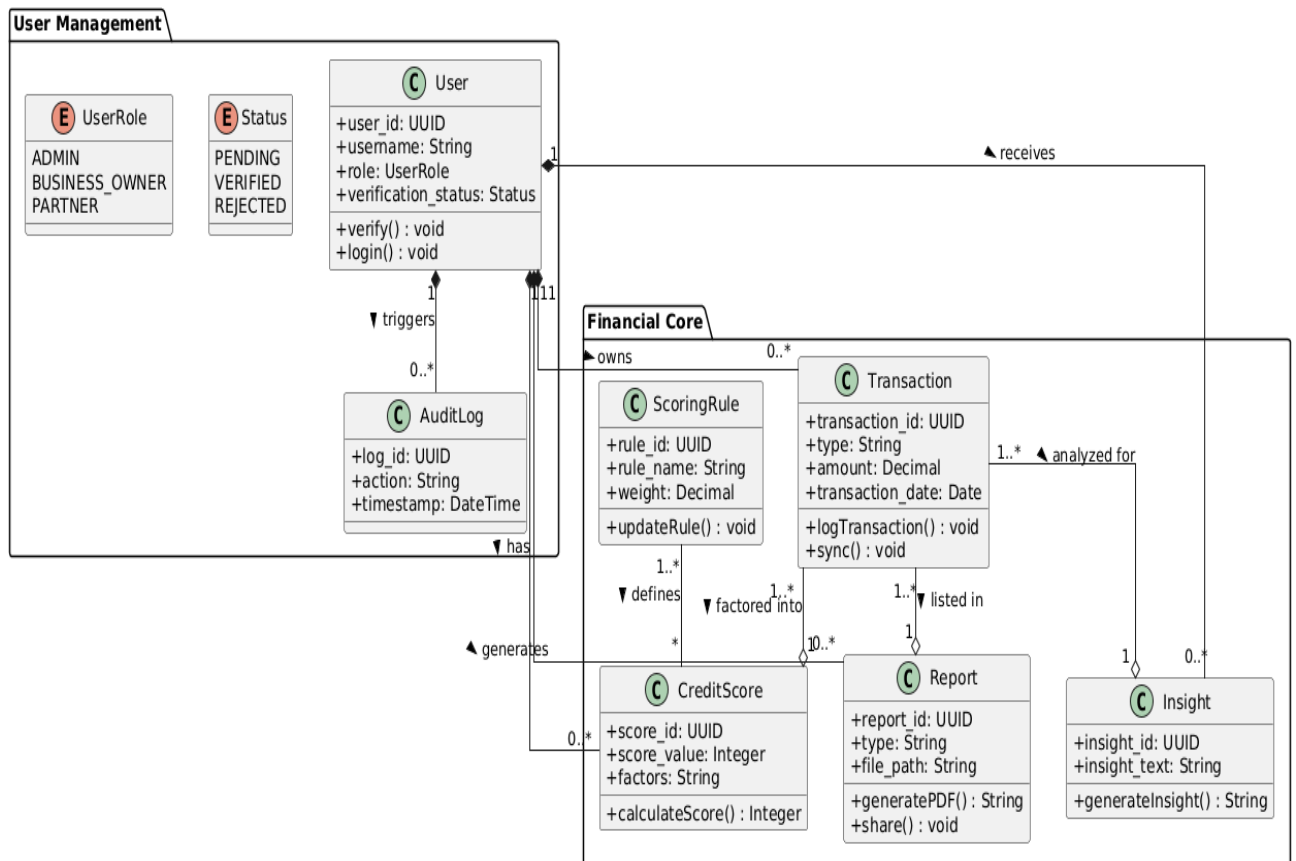 User Management
E UserRole
ADMIN
BUSINESS_OWNER
PARTNER
E Status
PENDING
VERIFIED
REJECTED
C User
+user_id: UUID
+username: String
+role: UserRole
+verification_status: Status
+verify() : void
+login() : void
1
receives
0..*
1
triggers
0..*
1
1
1
C AuditLog
+log_id: UUID
+action: String
+timestamp: DateTime
has
generates
Financial Core
owns
0..*
C ScoringRule
+rule_id: UUID
+rule_name: String
+weight: Decimal
+updateRule() : void
C Transaction
+transaction_id: UUID
+type: String
+amount: Decimal
+transaction_date: Date
+logTransaction() : void
+sync() : void
1..*
analyzed for
1
1..*
defines
*
1..*
factored into
1
1..*
listed in
1
0..*
0..*
C CreditScore
+score_id: UUID
+score_value: Integer
+factors: String
+calculateScore() : Integer
C Report
+report_id: UUID
+type: String
+file_path: String
+generatePDF() : String
+share() : void
C Insight
+insight_id: UUID
+insight_text: String
+generateInsight() : String